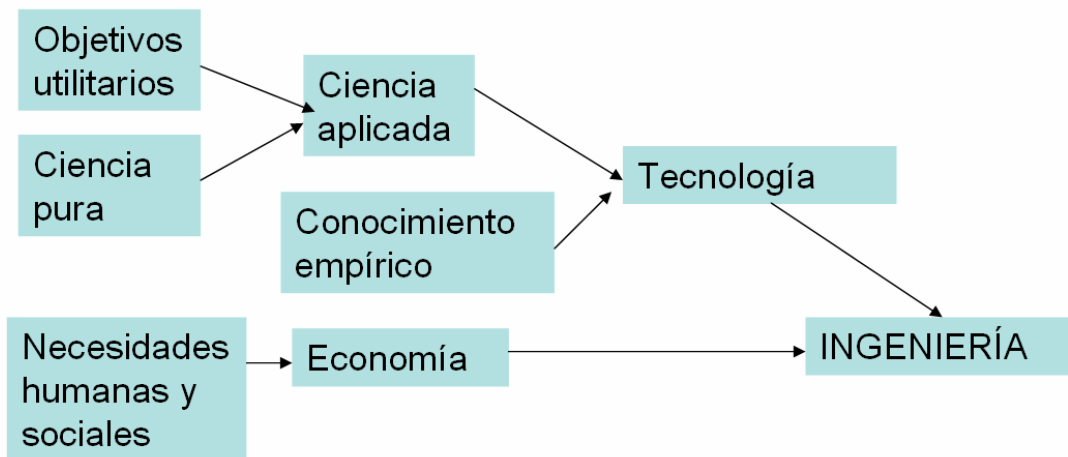 Objetivos
utilitarios
Ciencia
pura
Ciencia
aplicada
Conocimiento
empírico
Tecnología
Necesidades
humanas y
sociales
Economía
INGENIERÍA